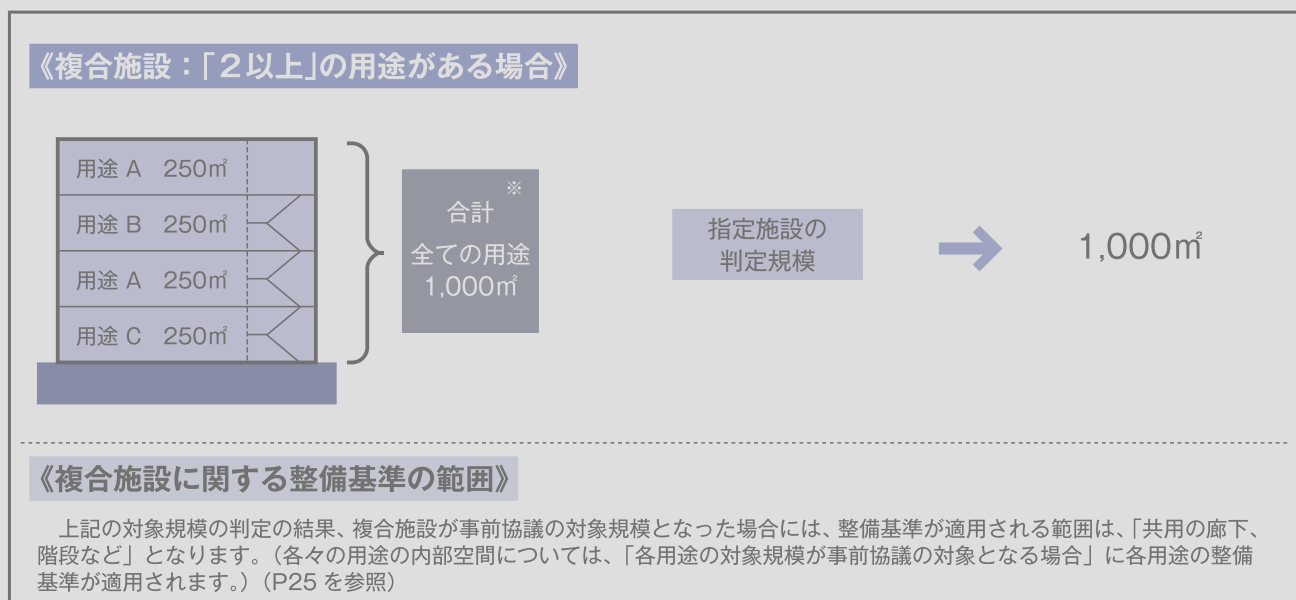 《複合施設：「２以上」の用途がある場合》
用途 A　250㎡
用途 B　250㎡
用途 A　250㎡
用途 C　250㎡
※
合計
全ての用途
1,000㎡
指定施設の
判定規模
1,000㎡
《複合施設に関する整備基準の範囲》
　上記の対象規模の判定の結果、複合施設が事前協議の対象規模となった場合には、整備基準が適用される範囲は、「共用の廊下、
階段など」となります。（各々の用途の内部空間については、「各用途の対象規模が事前協議の対象となる場合」に各用途の整備
基準が適用されます。）（P25 を参照）